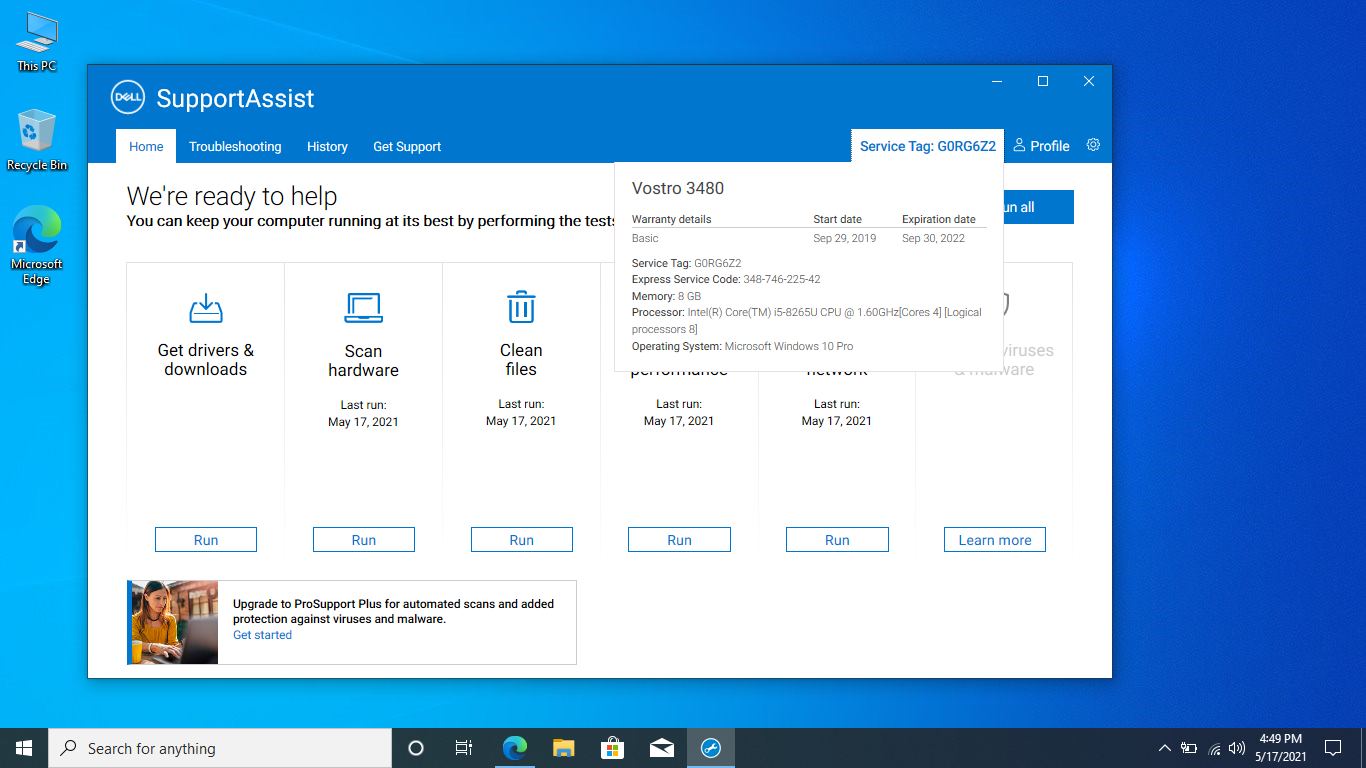 This PC
Recycle Bin
Microsoft
Edge
DELL
SupportAssist
Home
Troubleshooting
History
Get Support
Service Tag: G0RG6Z2
Profile
We're ready to help
You can keep your computer running at its best by performing the tests
Vostro 3480
Warranty details
Start date
Expiration date
Basic
Sep 29, 2019
Sep 30, 2022
Service Tag: G0RG6Z2
Express Service Code: 348-746-225-42
Memory: 8 GB
Processor: Intel(R) Core(TM) i5-8265U CPU @ 1.60GHz[Cores 4] [Logical
processors 8]
Operating System: Microsoft Windows 10 Pro
un all
Get drivers &
downloads
Run
Scan
hardware
Last run:
May 17, 2021
Run
Clean
files
Last run:
May 17, 2021
Run
performance
Last run:
May 17, 2021
Run
network
Last run:
May 17, 2021
Run
viruses
& malware
Learn more
Upgrade to ProSupport Plus for automated scans and added
protection against viruses and malware.
Get started
Search for anything
4:49 PM
5/17/2021